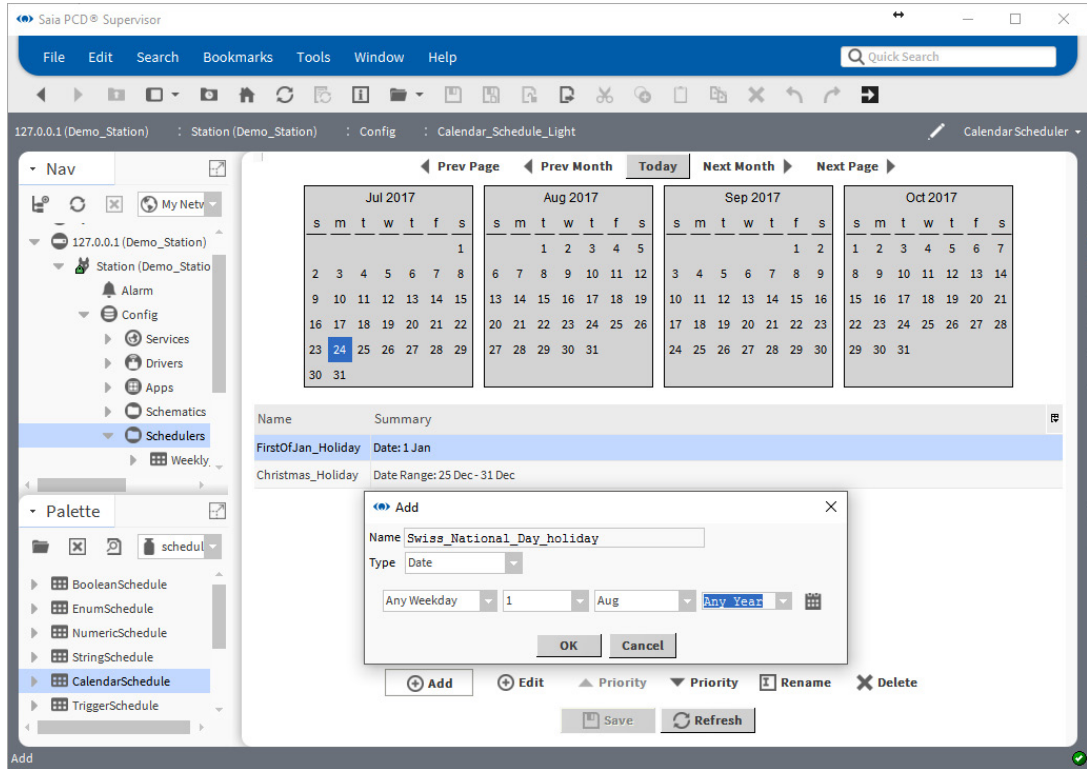 Saia PCD® Supervisor
File Edit Search Bookmarks Tools Window Help
Quick Search
127.0.0.1 (Demo_Station) : Station (Demo_Station) : Config : Calendar_Schedule_Light
Calendar Scheduler
Nav
My Netv
127.0.0.1 (Demo_Station)
Station (Demo_Statio
Alarm
Config
Services
Drivers
Apps
Schematics
Schedulers
Weekly_
Palette
schedul
BooleanSchedule
EnumSchedule
NumericSchedule
StringSchedule
CalendarSchedule
TriggerSchedule
Prev Page Prev Month Today Next Month Next Page
Jul 2017
s m t w t f s
1
2 3 4 5 6 7 8
9 10 11 12 13 14 15
16 17 18 19 20 21 22
23 24 25 26 27 28 29
30 31
Aug 2017
s m t w t f s
1 2 3 4 5
6 7 8 9 10 11 12
13 14 15 16 17 18 19
20 21 22 23 24 25 26
27 28 29 30 31
Sep 2017
s m t w t f s
1 2
3 4 5 6 7 8 9
10 11 12 13 14 15 16
17 18 19 20 21 22 23
24 25 26 27 28 29 30
Oct 2017
s m t w t f s
1 2 3 4 5 6 7
8 9 10 11 12 13 14
15 16 17 18 19 20 21
22 23 24 25 26 27 28
29 30 31
Name Summary
FirstOfJan_Holiday Date: 1 Jan
Christmas_Holiday Date Range: 25 Dec - 31 Dec
Add
Name Swiss_National_Day_holiday
Type Date
Any Weekday 1 Aug Any Year
OK Cancel
Add Edit Priority Priority Rename Delete
Save Refresh
Add